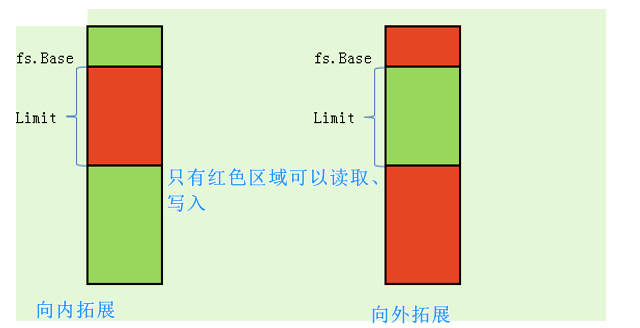 fs.Base
Limit
fs.Base
Limit
只有红色区域可以读取、
写入
向内拓展
向外拓展